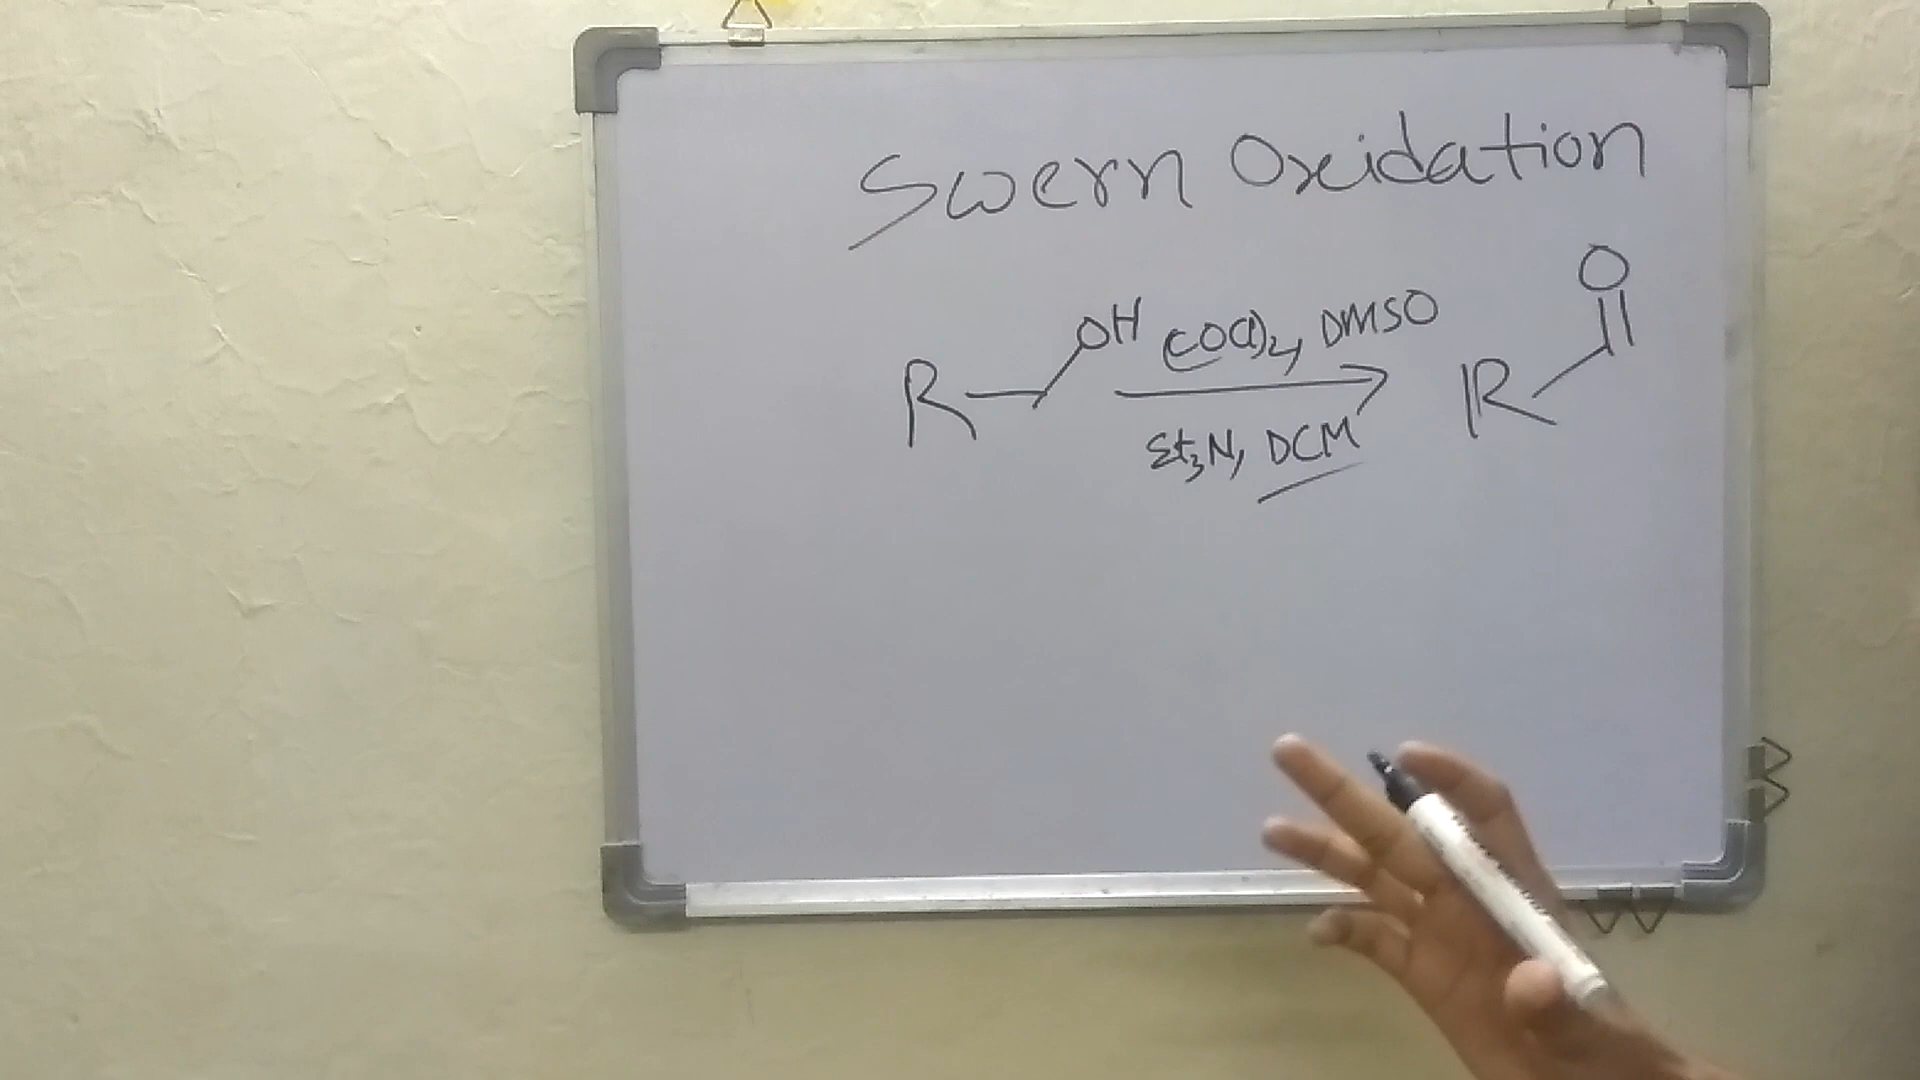 Swern Oxidation
O
R OH (COCl)2, DMSO R
Et3N, DCM